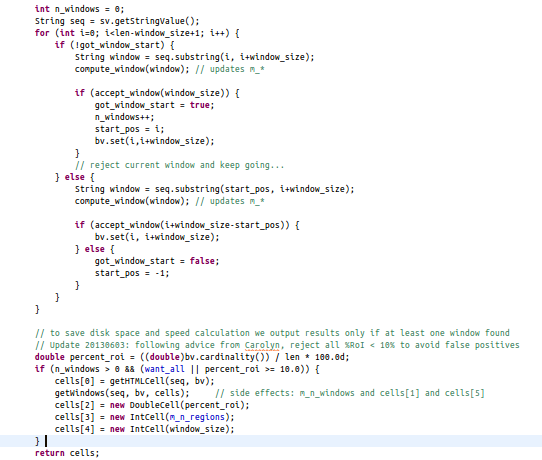 int n_windows = 0;
String seq = sv.getStringValue();
for (int i=0; i<len-window_size+1; i++) {
if (!got_window_start) {
String window = seq.substring(i, i+window_size);
compute_window(window); // updates m_*
if (accept_window(window_size)) {
got_window_start = true;
n_windows++;
start_pos = i;
bv.set(i,i+window_size);
}
// reject current window and keep going...
} else {
String window = seq.substring(start_pos, i+window_size);
compute_window(window); // updates m_*
if (accept_window(i+window_size-start_pos)) {
bv.set(i, i+window_size);
} else {
got_window_start = false;
start_pos = -1;
}
}
}
// to save disk space and speed calculation we output results only if at least one window found
// Update 20130603: following advice from Carolyn, reject all %RoI < 10% to avoid false positives
double percent_roi = ((double)bv.cardinality()) / len * 100.0d;
if (n_windows > 0 && (want_all || percent_roi >= 10.0)) {
cells[0] = getHTMLCell(seq, bv);
getWindows(seq, bv, cells); // side effects: m_n_windows and cells[1] and cells[5]
cells[2] = new DoubleCell(percent_roi);
cells[3] = new IntCell(m_n_regions);
cells[4] = new IntCell(window_size);
}
return cells;